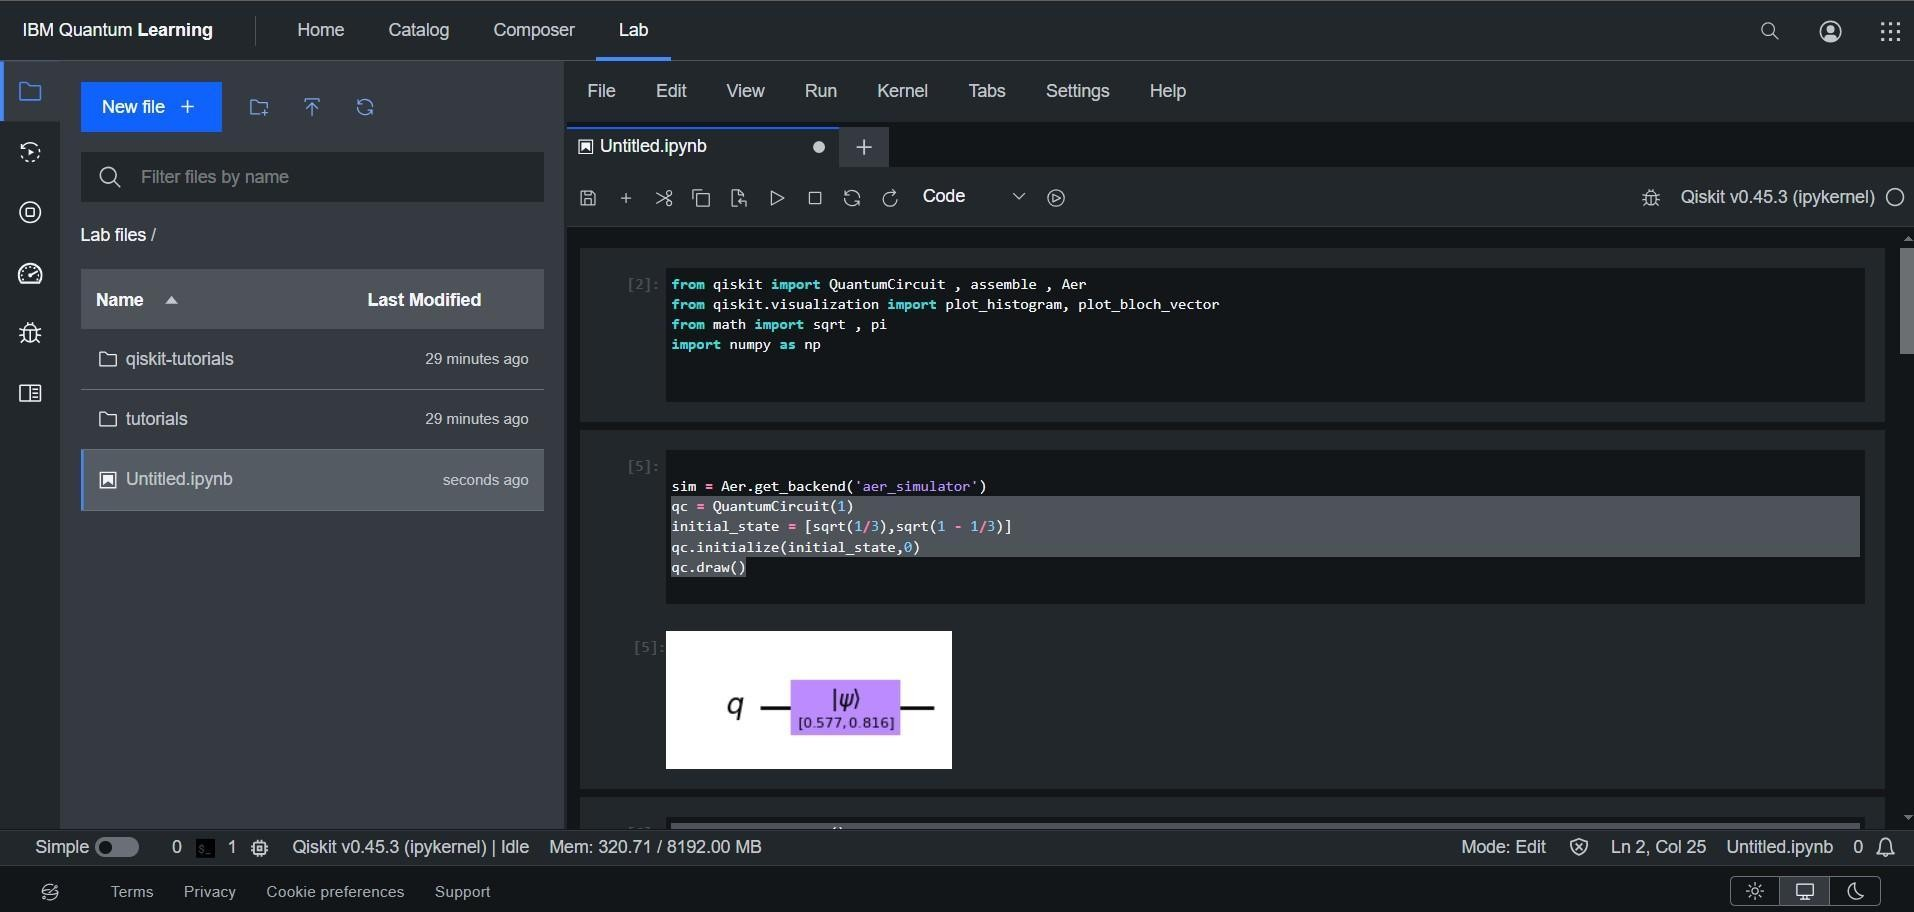 IBM Quantum Learning
Home
Catalog
Composer
Lab
New file +
Filter files by name
Lab files /
Name
Last Modified
qiskit-tutorials
29 minutes ago
tutorials
29 minutes ago
Untitled.ipynb
seconds ago
File
Edit
View
Run
Kernel
Tabs
Settings
Help
Untitled.ipynb
Code
Qiskit v0.45.3 (ipykernel)
[2]:
from qiskit import QuantumCircuit , assemble , Aer
from qiskit.visualization import plot_histogram, plot_bloch_vector
from math import sqrt , pi
import numpy as np
[5]:
sim = Aer.get_backend('aer_simulator')
qc = QuantumCircuit(1)
initial_state = [sqrt(1/3),sqrt(1 - 1/3)]
qc.initialize(initial_state,0)
qc.draw()
[5]:
q
|ψ⟩
[0.577,0.816]
Simple
0
1
Qiskit v0.45.3 (ipykernel) | Idle
Mem: 320.71 / 8192.00 MB
Mode: Edit
Ln 2, Col 25
Untitled.ipynb
0
Terms
Privacy
Cookie preferences
Support